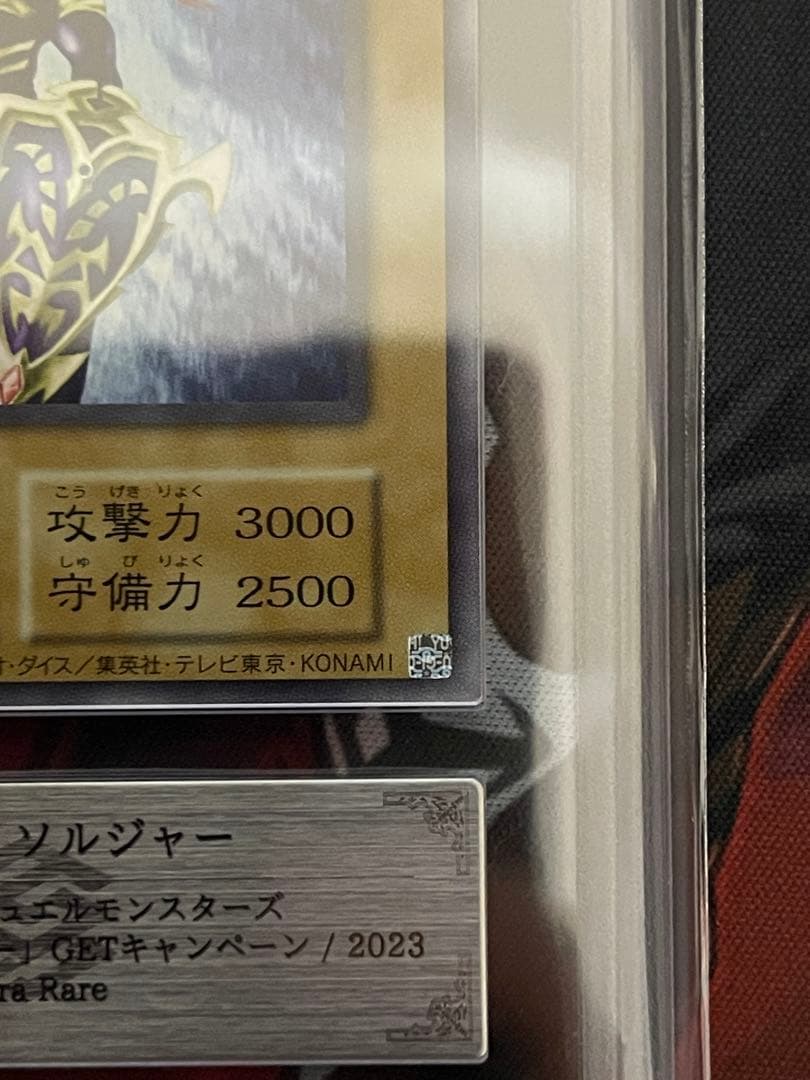 こう げき りょく
攻撃力 3000
しゅ び りょく
守備力 2500
オ・ダイス／集英社・テレビ東京・KONAMI
ソルジャー
ュエルモンスターズ
ー」GETキャンペーン / 2023
ra Rare